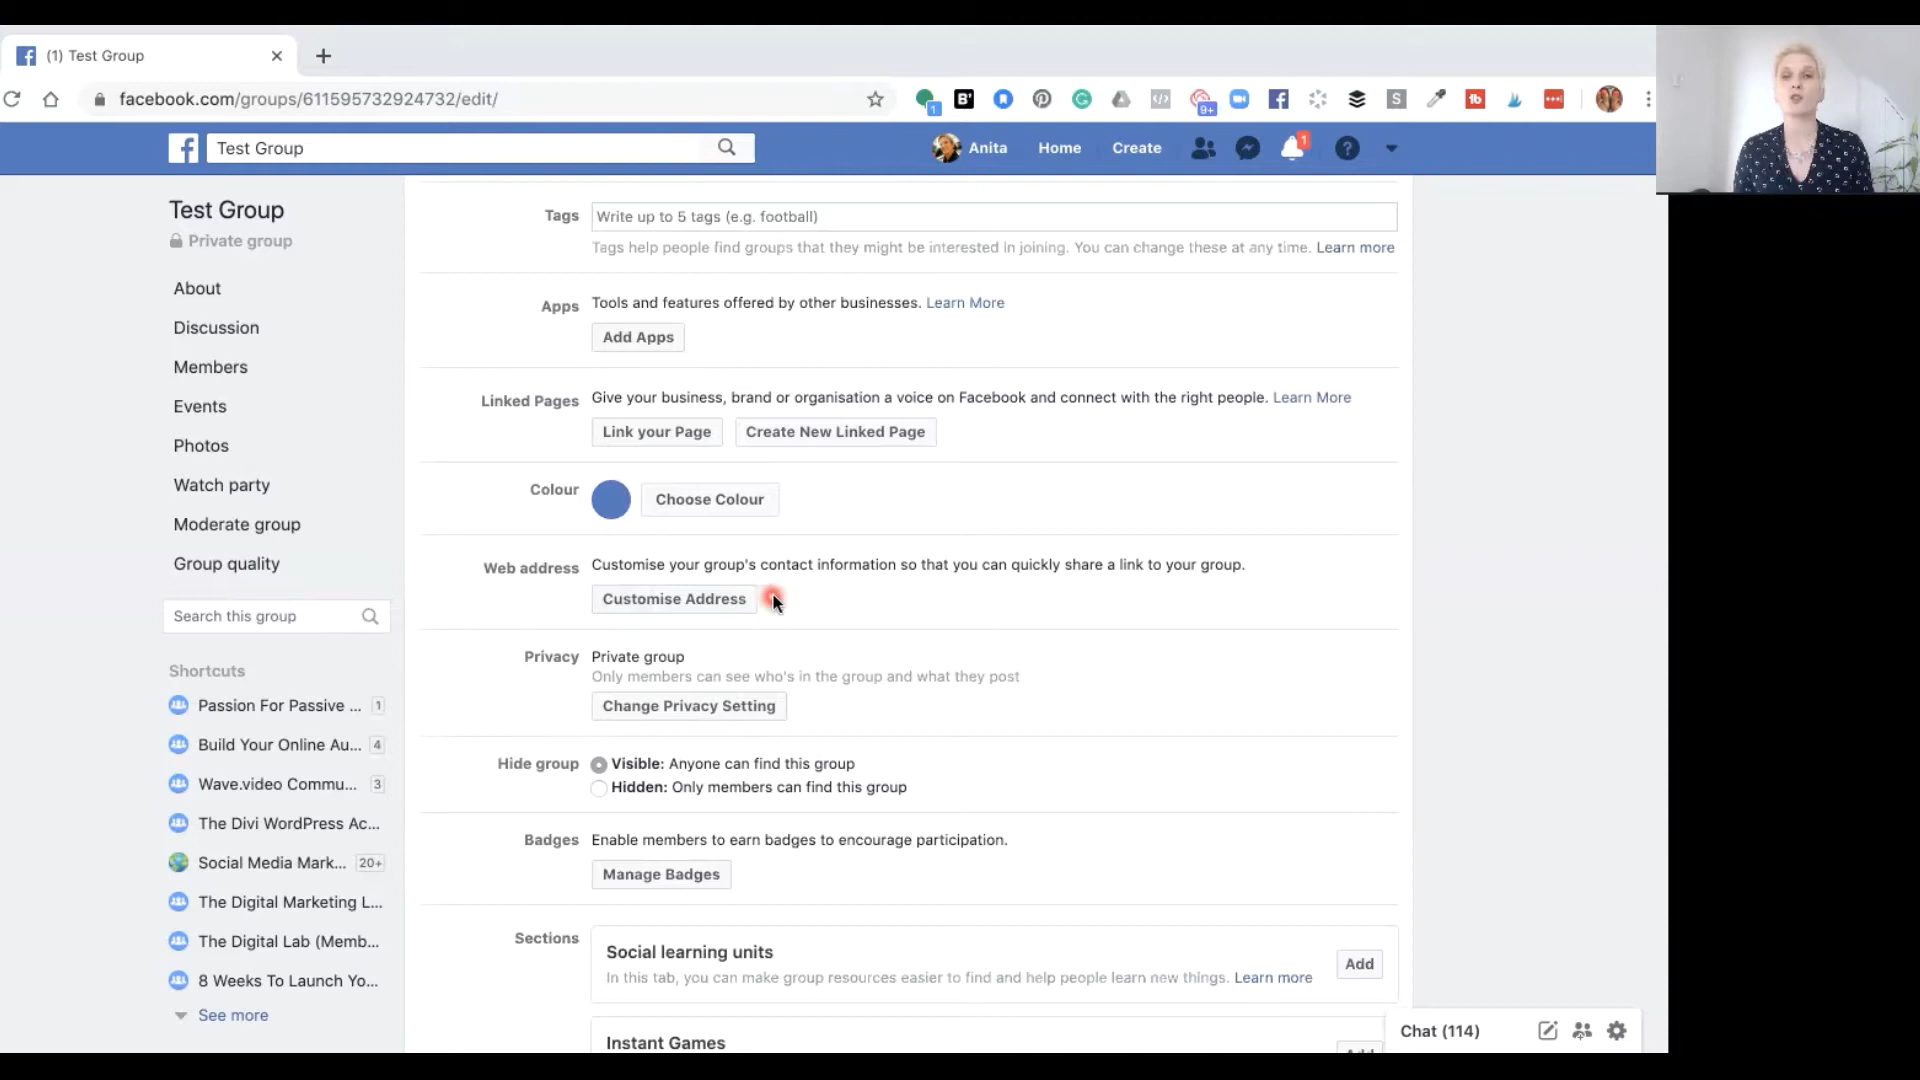 (1) Test Group
facebook.com/groups/611595732924732/edit/
1
B'
9+
S
1b
Test Group
Anita
Home
Create
1
Test Group
Private group
About
Discussion
Members
Events
Photos
Watch party
Moderate group
Group quality
Search this group
Shortcuts
Passion For Passive ... 1
Build Your Online Au... 4
Wave.video Commu... 3
The Divi WordPress Ac...
Social Media Mark... 20+
The Digital Marketing L...
The Digital Lab (Memb...
8 Weeks To Launch Yo...
See more
Tags
Write up to 5 tags (e.g. football)
Tags help people find groups that they might be interested in joining. You can change these at any time. Learn more
Apps
Tools and features offered by other businesses. Learn More
Add Apps
Linked Pages
Give your business, brand or organisation a voice on Facebook and connect with the right people. Learn More
Link your Page
Create New Linked Page
Colour
Choose Colour
Web address
Customise your group's contact information so that you can quickly share a link to your group.
Customise Address
Privacy
Private group
Only members can see who's in the group and what they post
Change Privacy Setting
Hide group
Visible: Anyone can find this group
Hidden: Only members can find this group
Badges
Enable members to earn badges to encourage participation.
Manage Badges
Sections
Social learning units
In this tab, you can make group resources easier to find and help people learn new things. Learn more
Add
Instant Games
Add
Chat (114)